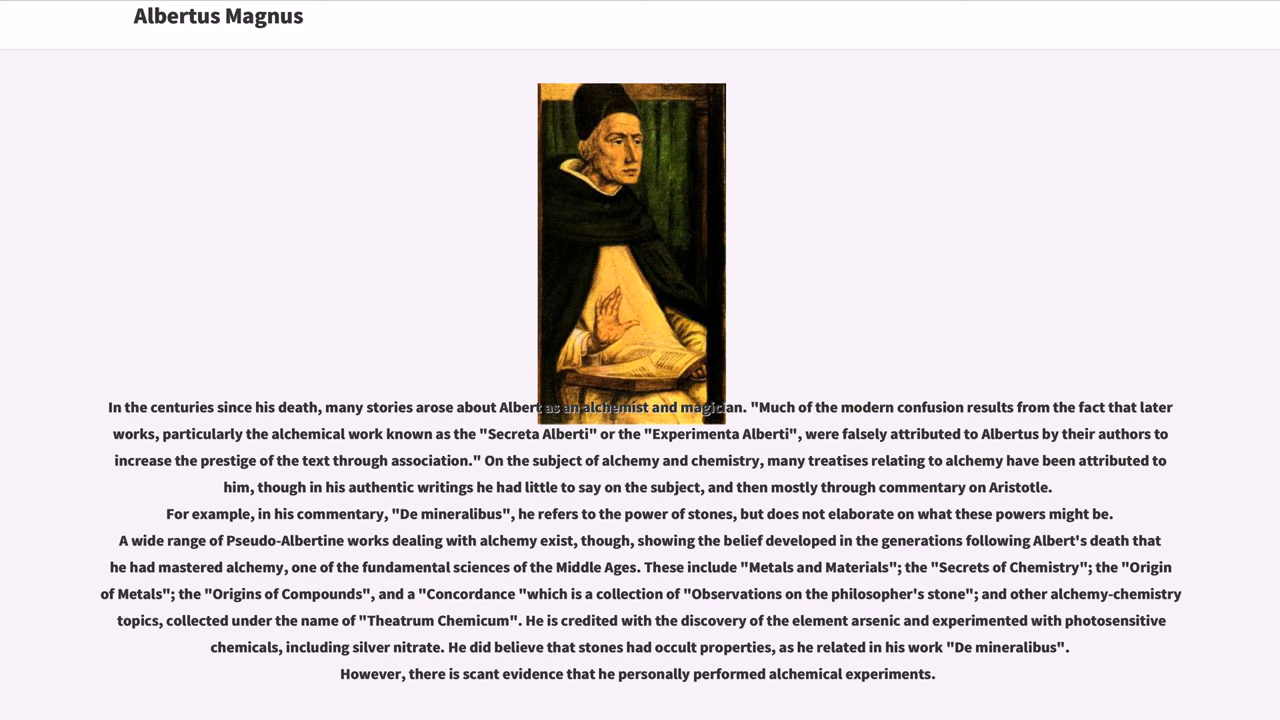 Albertus Magnus
In the centuries since his death, many stories arose about Albert as an alchemist and magician. "Much of the modern confusion results from the fact that later
works, particularly the alchemical work known as the "Secreta Alberti" or the "Experimenta Alberti", were falsely attributed to Albertus by their authors to
increase the prestige of the text through association." On the subject of alchemy and chemistry, many treatises relating to alchemy have been attributed to
him, though in his authentic writings he had little to say on the subject, and then mostly through commentary on Aristotle.
For example, in his commentary, "De mineralibus", he refers to the power of stones, but does not elaborate on what these powers might be.
A wide range of Pseudo-Albertine works dealing with alchemy exist, though, showing the belief developed in the generations following Albert's death that
he had mastered alchemy, one of the fundamental sciences of the Middle Ages. These include "Metals and Materials"; the "Secrets of Chemistry"; the "Origin
of Metals"; the "Origins of Compounds", and a "Concordance "which is a collection of "Observations on the philosopher's stone"; and other alchemy-chemistry
topics, collected under the name of "Theatrum Chemicum". He is credited with the discovery of the element arsenic and experimented with photosensitive
chemicals, including silver nitrate. He did believe that stones had occult properties, as he related in his work "De mineralibus".
However, there is scant evidence that he personally performed alchemical experiments.